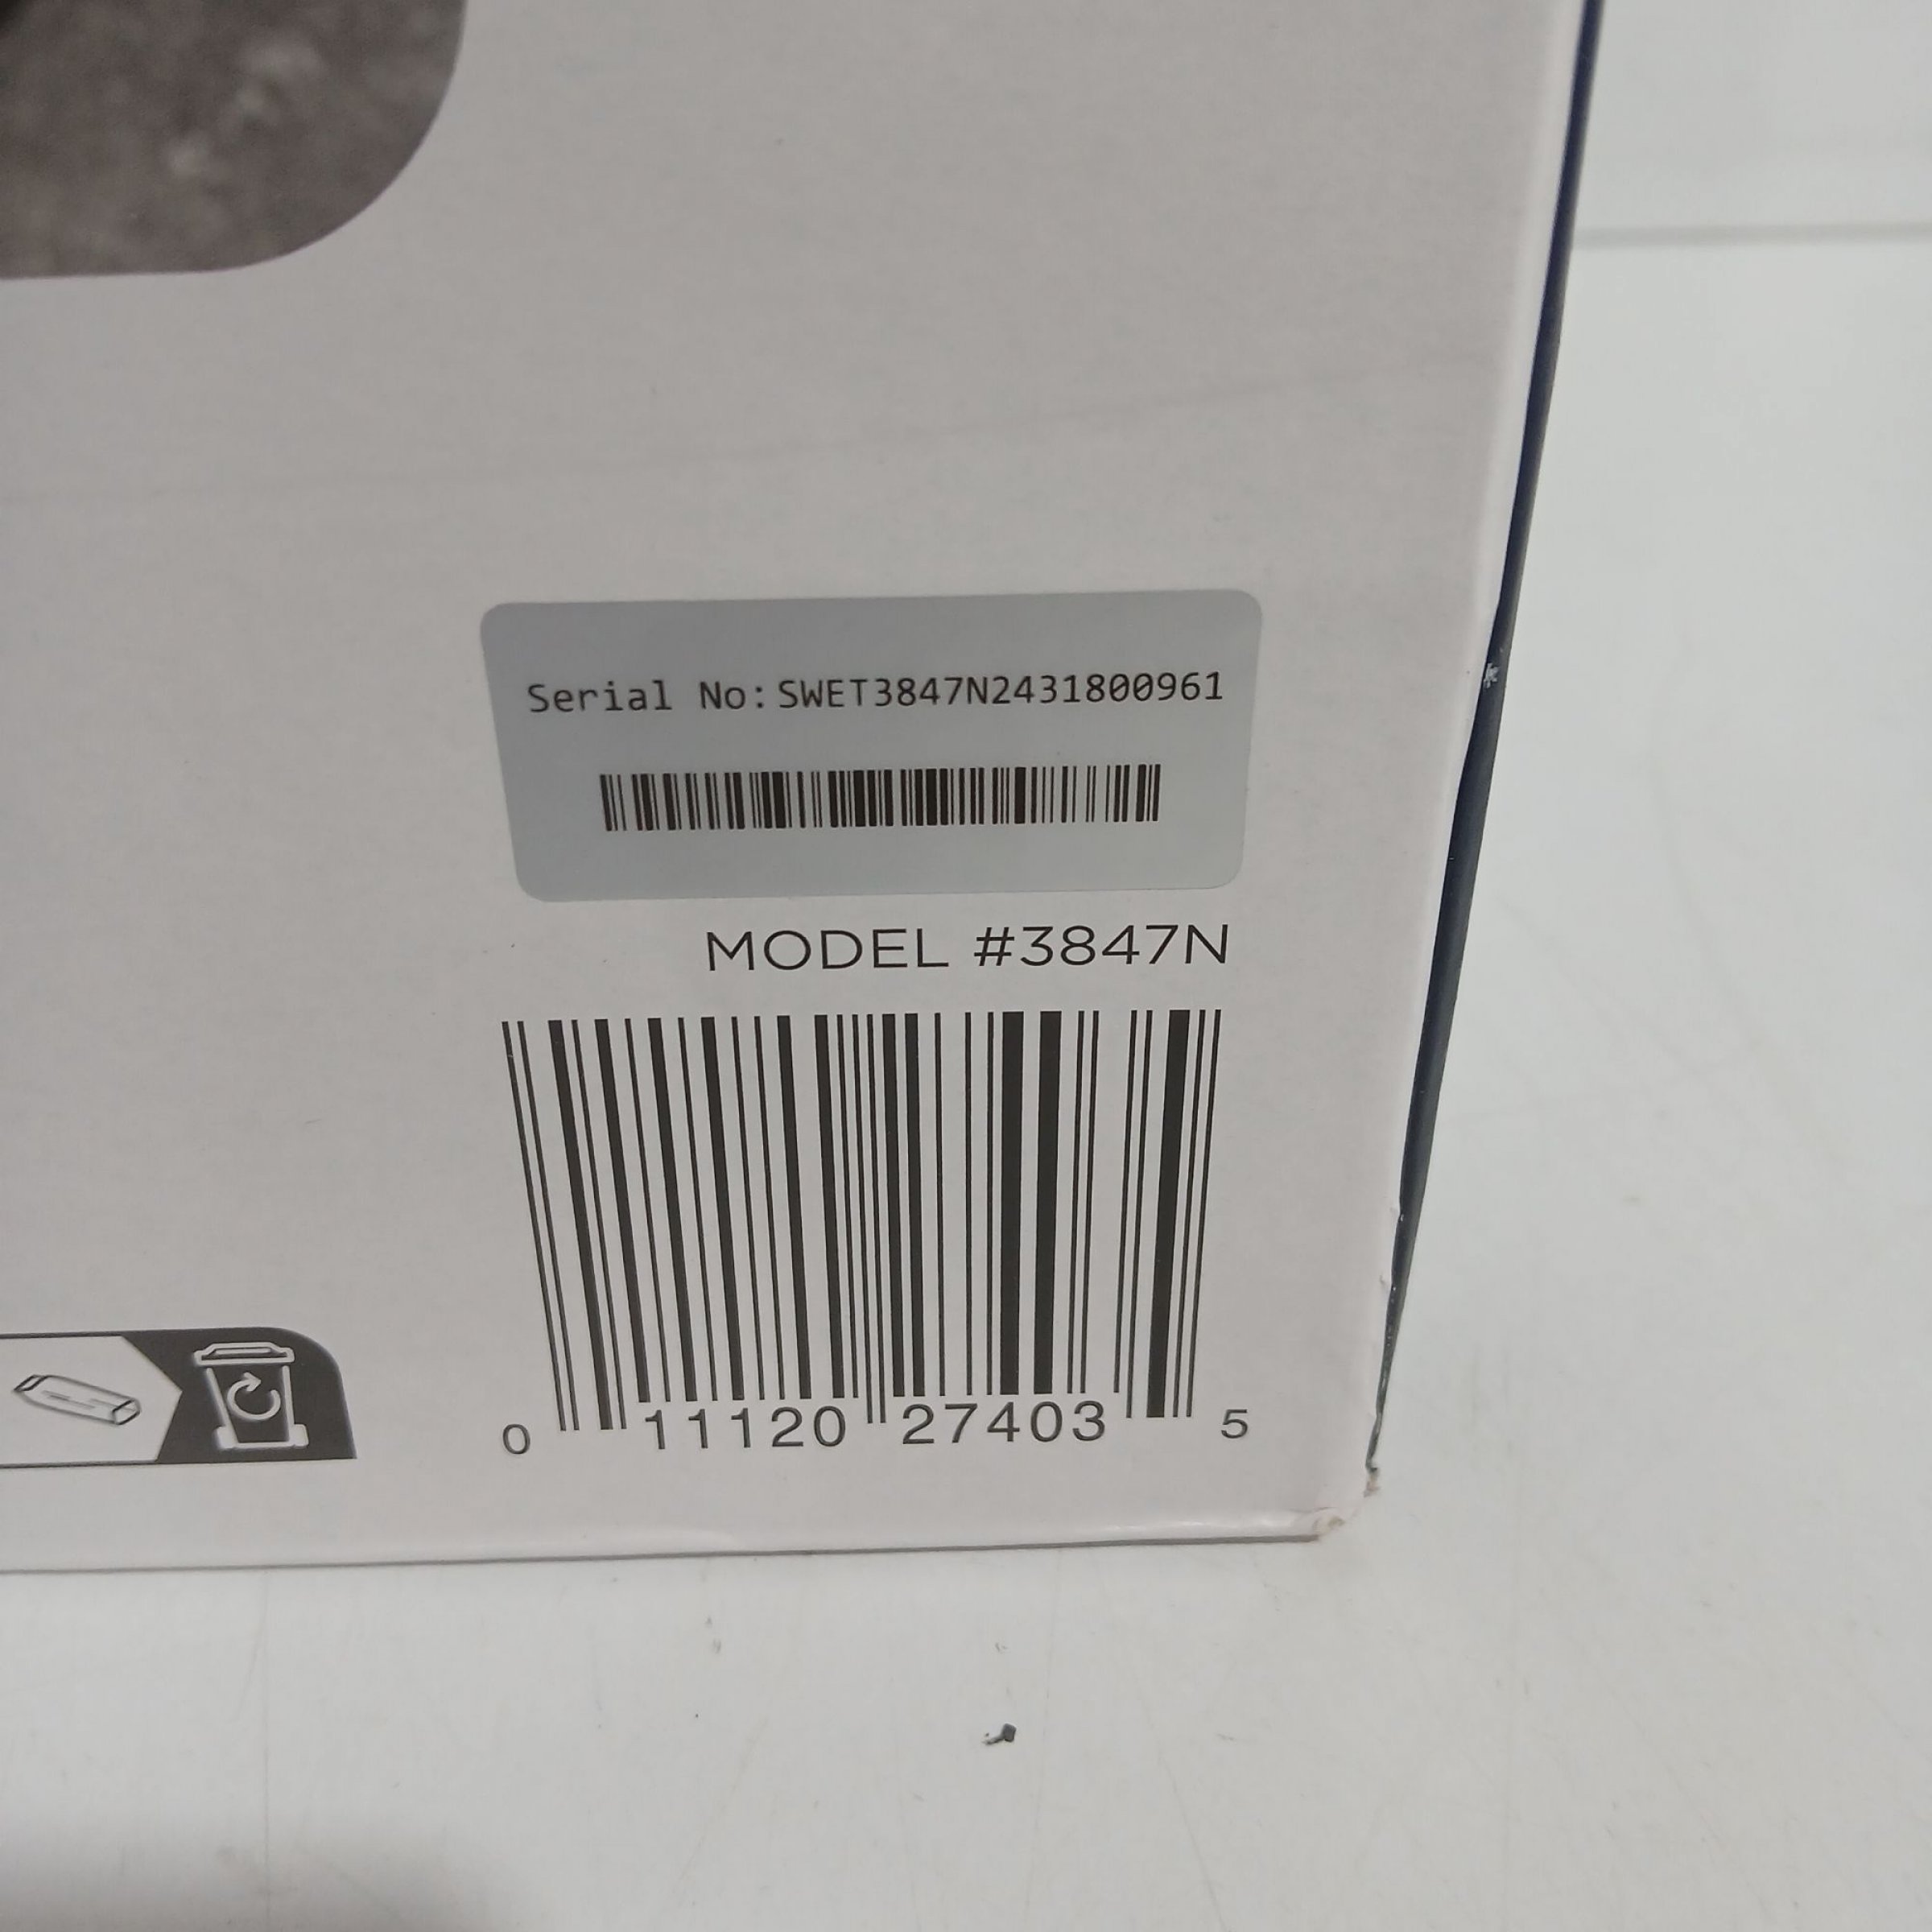 Serial No:SWET3847N2431800961
MODEL #3847N
0 11120 27403 5